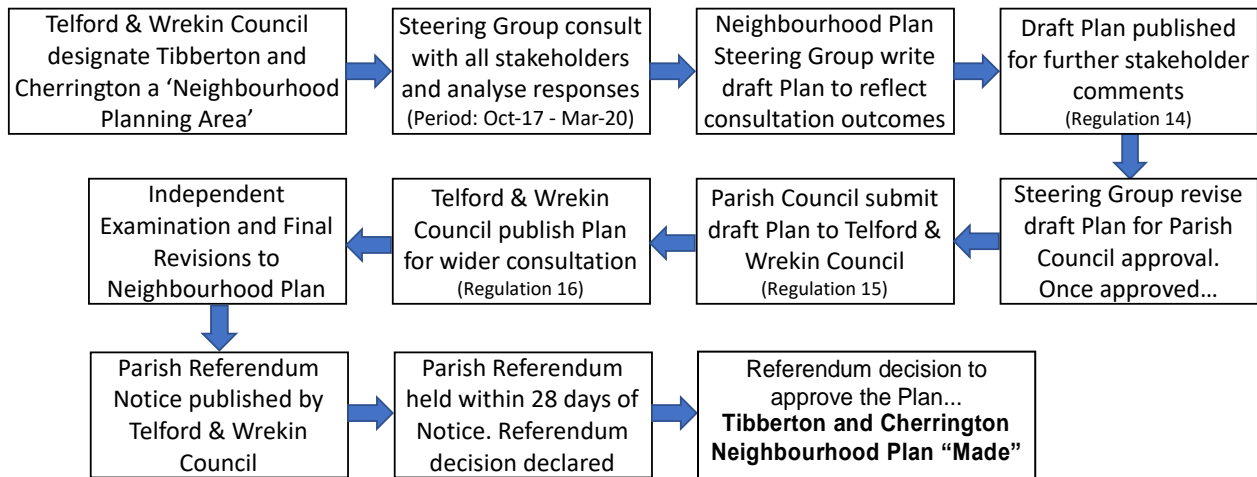 Telford & Wrekin Council
designate Tibberton and
Cherrington a ‘Neighbourhood
Planning Area’
Steering Group consult
with all stakeholders
and analyse responses
(Period: Oct-17 - Mar-20)
Neighbourhood Plan
Steering Group write
draft Plan to reflect
consultation outcomes
Draft Plan published
for further stakeholder
comments
(Regulation 14)
Steering Group revise
draft Plan for Parish
Council approval.
Once approved…
Parish Council submit
draft Plan to Telford &
Wrekin Council
(Regulation 15)
Telford & Wrekin
Council publish Plan
for wider consultation
(Regulation 16)
Independent
Examination and Final
Revisions to
Neighbourhood Plan
Parish Referendum
Notice published by
Telford & Wrekin
Council
Parish Referendum
held within 28 days of
Notice. Referendum
decision declared
Referendum decision to
approve the Plan...
Tibberton and Cherrington
Neighbourhood Plan “Made”